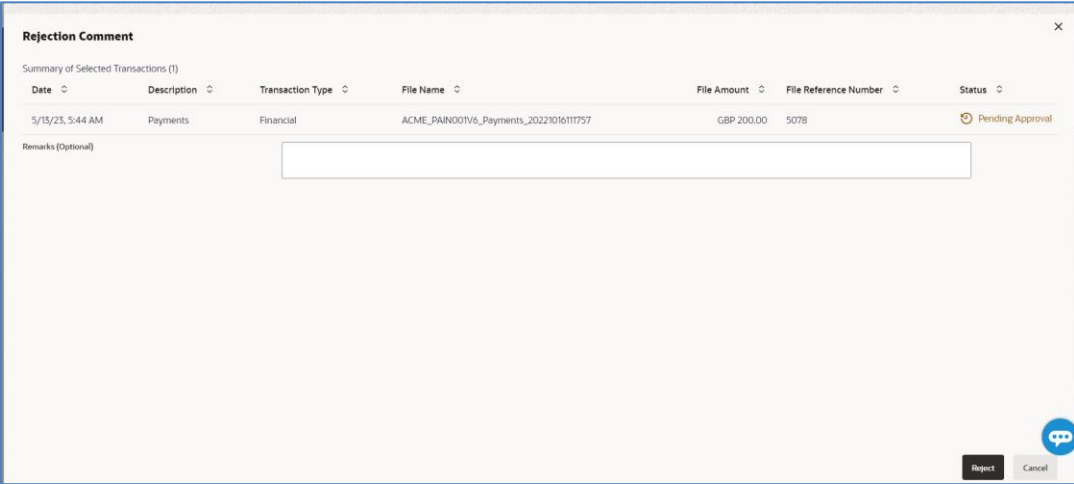 Rejection Comment
Summary of Selected Transactions (1)
Date Description Transaction Type File Name File Amount File Reference Number Status
5/13/23, 5:44 AM Payments Financial ACME_PAIN001V6_Payments_20221016111757 GBP 200.00 5078 Pending Approval
Remarks (Optional)
Reject Cancel